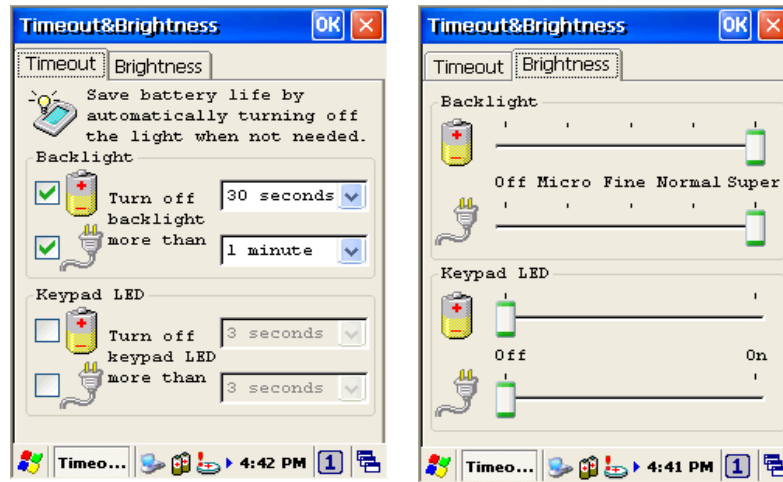 Timeout&Brightness OK
Timeout Brightness
Save battery life by
automatically turning off
the light when not needed.
Backlight
Turn off
backlight
more than
30 seconds
1 minute
Keypad LED
Turn off
keypad LED
more than
3 seconds
3 seconds
Timeo... 4:42 PM 1
Timeout&Brightness OK
Timeout Brightness
Backlight
Off Micro Fine Normal Super
Keypad LED
Off On
Timeo... 4:41 PM 1